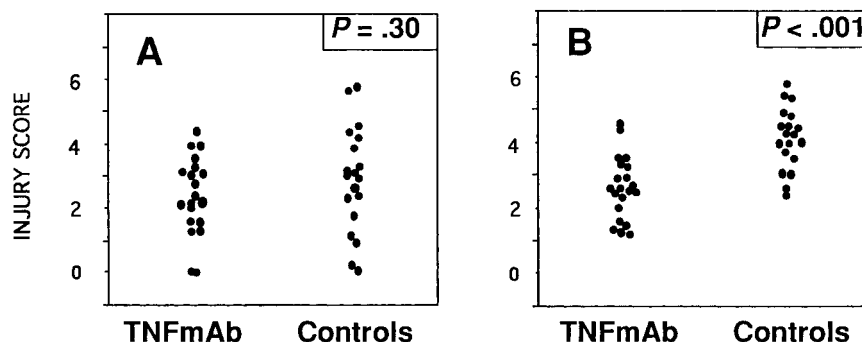 A
P = .30
INJURY SCORE
6
4
2
0
TNFmAb Controls
B
P < .001
6
4
2
0
TNFmAb Controls